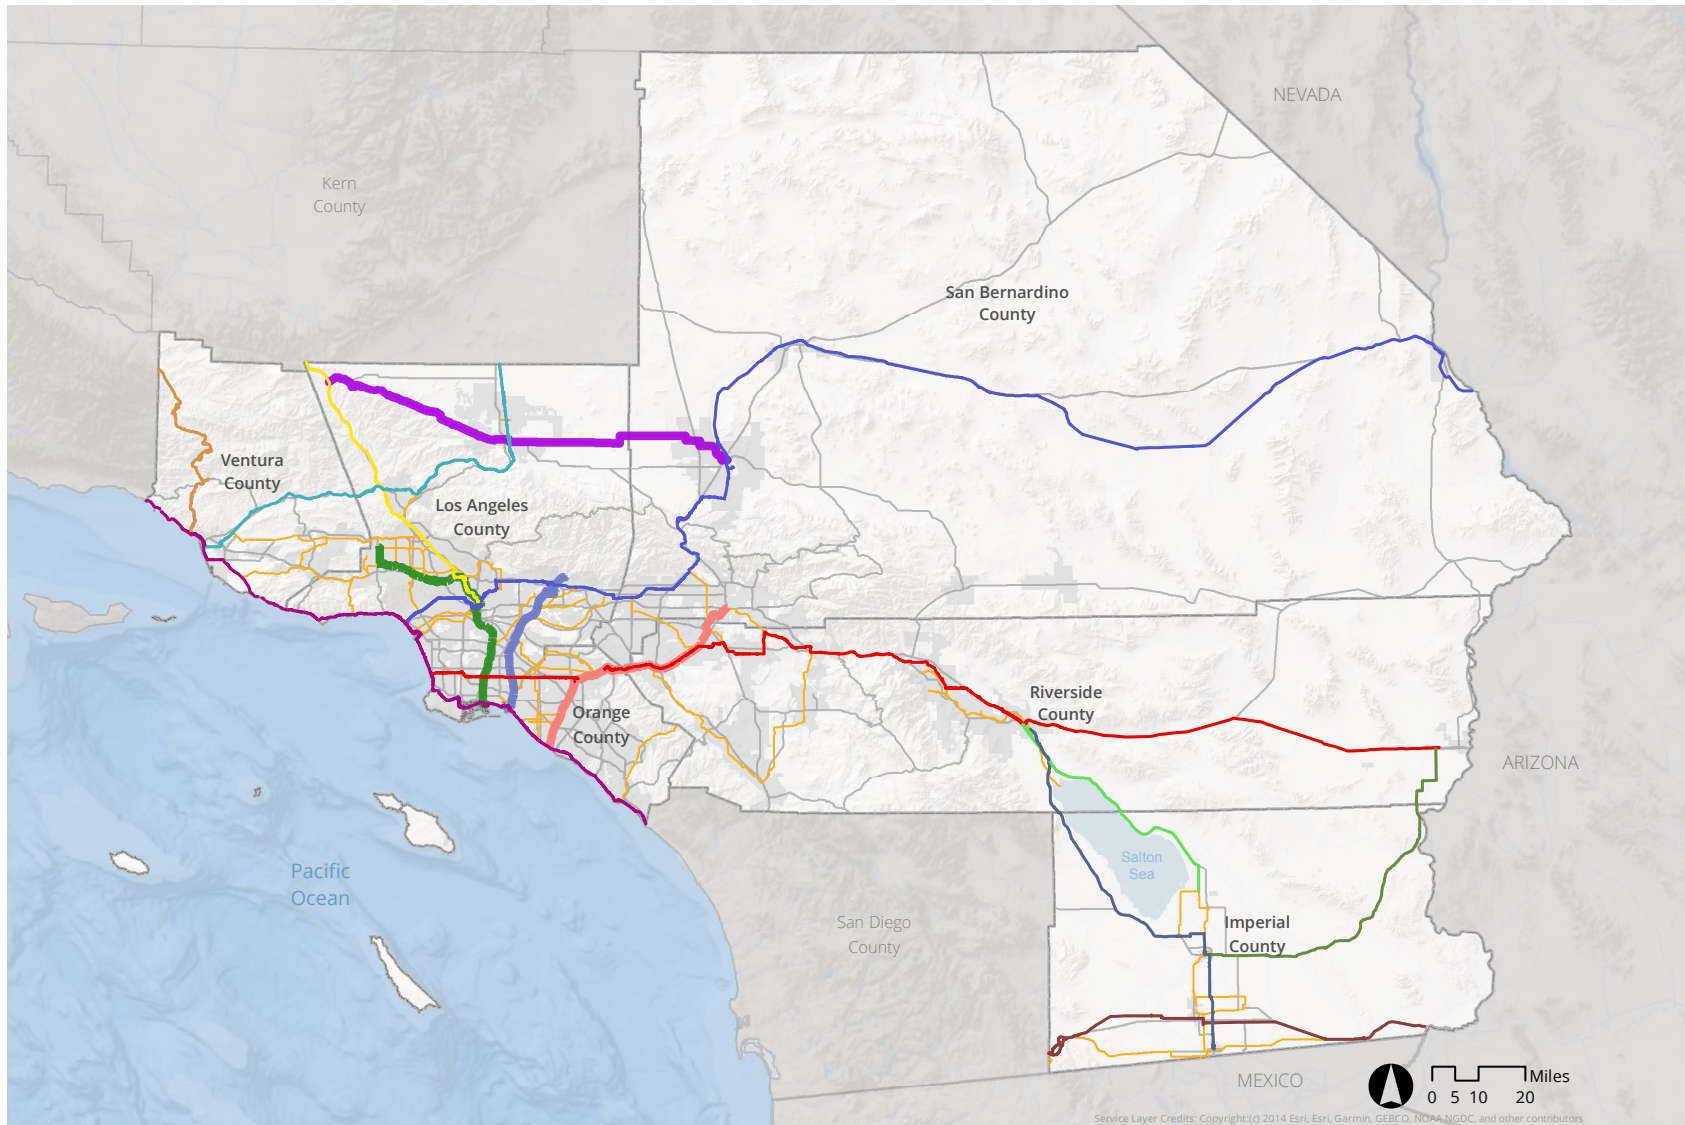 NEVADA
Kern
County
San Bernardino
County
Ventura
County
Los Angeles
County
Riverside
County
Orange
County
ARIZONA
Salton
Sea
Pacific
Ocean
San Diego
County
Imperial
County
MEXICO
Miles
0 5 10 20
Service Layer Credits: Copyright:(c) 2014 Esri, Esri, Garmin, GEBCO, NOAA NGDC, and other contributors